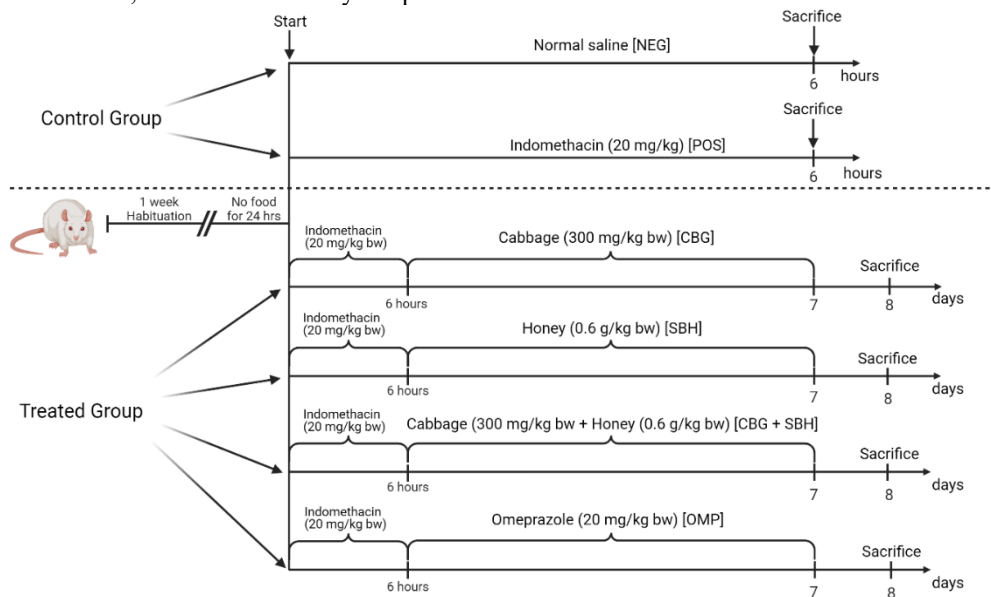 Start
Sacrifice
Normal saline [NEG]
6
hours
Control Group
Sacrifice
Indomethacin (20 mg/kg) [POS]
6
hours
1 week
Habituation
No food
for 24 hrs
Indomethacin
(20 mg/kg bw)
Cabbage (300 mg/kg bw) [CBG]
Sacrifice
6 hours
7
8
days
Indomethacin
(20 mg/kg bw)
Honey (0.6 g/kg bw) [SBH]
Sacrifice
6 hours
7
8
days
Treated Group
Indomethacin
(20 mg/kg bw)
Cabbage (300 mg/kg bw + Honey (0.6 g/kg bw) [CBG + SBH]
Sacrifice
6 hours
7
8
days
Indomethacin
(20 mg/kg bw)
Omeprazole (20 mg/kg bw) [OMP]
Sacrifice
6 hours
7
8
days